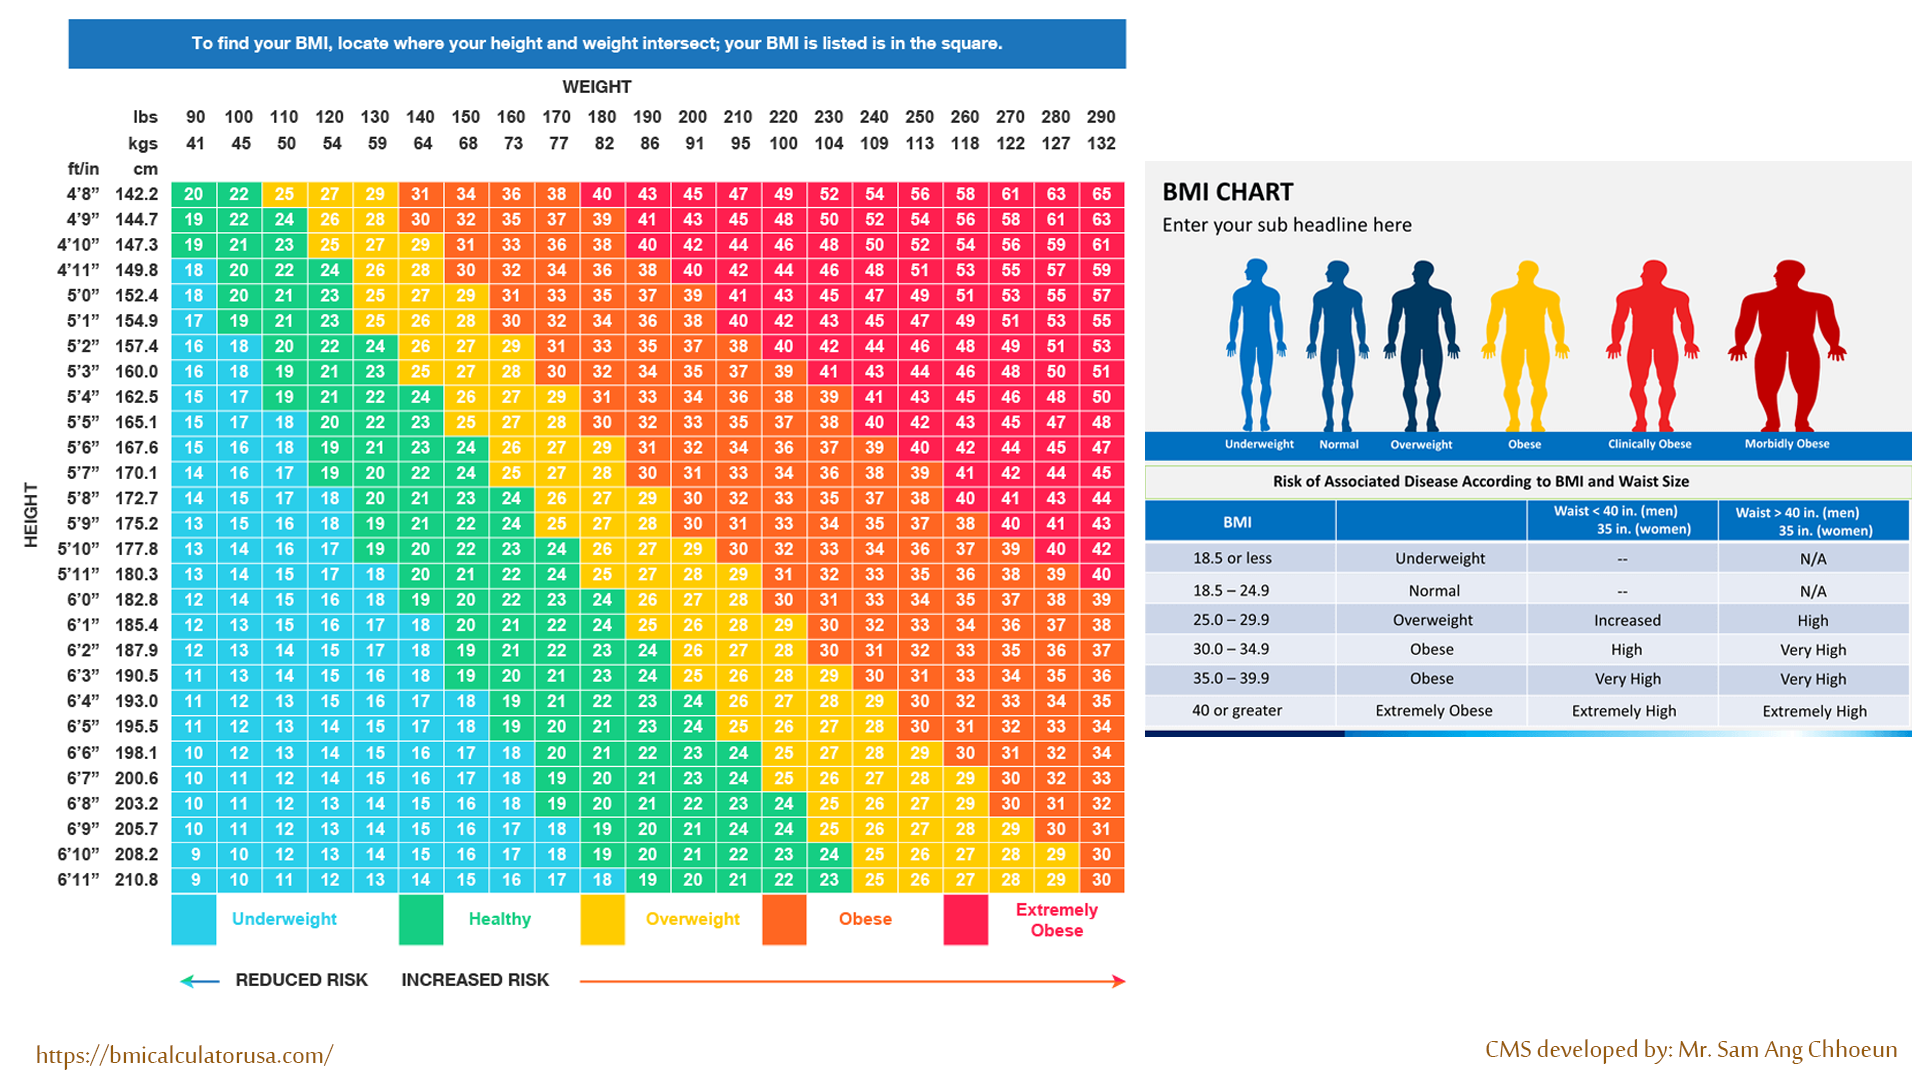 To find your BMI, locate where your height and weight intersect; your BMI is listed is in the square.
WEIGHT
lbs 90 100 110 120 130 140 150 160 170 180 190 200 210 220 230 240 250 260 270 280 290
kgs 41 45 50 54 59 64 68 73 77 82 86 91 95 100 104 109 113 118 122 127 132
ft/in cm
HEIGHT
4’8” 142.2 20 22 25 27 29 31 34 36 38 40 43 45 47 49 52 54 56 58 61 63 65
4’9” 144.7 19 22 24 26 28 30 32 35 37 39 41 43 45 48 50 52 54 56 58 61 63
4’10” 147.3 19 21 23 25 27 29 31 33 36 38 40 42 44 46 48 50 52 54 56 59 61
4’11” 149.8 18 20 22 24 26 28 30 32 34 36 38 40 42 44 46 48 51 53 55 57 59
5’0” 152.4 18 20 21 23 25 27 29 31 33 35 37 39 41 43 45 47 49 51 53 55 57
5’1” 154.9 17 19 21 23 25 26 28 30 32 34 36 38 40 42 43 45 47 49 51 53 55
5’2” 157.4 16 18 20 22 24 26 27 29 31 33 35 37 38 40 42 44 46 48 49 51 53
5’3” 160.0 16 18 19 21 23 25 27 28 30 32 34 35 37 39 41 43 44 46 48 50 51
5’4” 162.5 15 17 19 21 22 24 26 27 29 31 33 34 36 38 39 41 43 45 46 48 50
5’5” 165.1 15 17 18 20 22 23 25 27 28 30 32 33 35 37 38 40 42 43 45 47 48
5’6” 167.6 15 16 18 19 21 23 24 26 27 29 31 32 34 36 37 39 40 42 44 45 47
5’7” 170.1 14 16 17 19 20 22 24 25 27 28 30 31 33 34 36 38 39 41 42 44 45
5’8” 172.7 14 15 17 18 20 21 23 24 26 27 29 30 32 33 35 37 38 40 41 43 44
5’9” 175.2 13 15 16 18 19 21 22 24 25 27 28 30 31 33 34 35 37 38 40 41 43
5’10” 177.8 13 14 16 17 19 20 22 23 24 26 27 29 30 32 33 34 36 37 39 40 42
5’11” 180.3 13 14 15 17 18 20 21 22 24 25 27 28 29 31 32 33 35 36 38 39 40
6’0” 182.8 12 14 15 16 18 19 20 22 23 24 26 27 28 30 31 33 34 35 37 38 39
6’1” 185.4 12 13 15 16 17 18 20 21 22 24 25 26 28 29 30 32 33 34 36 37 38
6’2” 187.9 12 13 14 15 17 18 19 21 22 23 24 26 27 28 30 31 32 33 35 36 37
6’3” 190.5 11 13 14 15 16 18 19 20 21 23 24 25 26 28 29 30 31 33 34 35 36
6’4” 193.0 11 12 13 15 16 17 18 19 21 22 23 24 26 27 28 29 30 32 33 34 35
6’5” 195.5 11 12 13 14 15 17 18 19 20 21 23 24 25 26 27 28 30 31 32 33 34
6’6” 198.1 10 12 13 14 15 16 17 18 20 21 22 23 24 25 27 28 29 30 31 32 34
6’7” 200.6 10 11 12 14 15 16 17 18 19 20 21 23 24 25 26 27 28 29 30 32 33
6’8” 203.2 10 11 12 13 14 15 16 18 19 20 21 22 23 24 25 26 27 29 30 31 32
6’9” 205.7 10 11 12 13 14 15 16 17 18 19 20 21 24 24 25 26 27 28 29 30 31
6’10” 208.2 9 10 12 13 14 15 16 17 18 19 20 21 22 23 24 25 26 27 28 29 30
6’11” 210.8 9 10 11 12 13 14 15 16 17 18 19 20 21 22 23 25 26 27 28 29 30
Underweight Healthy Overweight Obese Extremely
Obese
REDUCED RISK INCREASED RISK
https://bmicalculatorusa.com/
BMI CHART
Enter your sub headline here
Underweight Normal Overweight Obese Clinically Obese Morbidly Obese
Risk of Associated Disease According to BMI and Waist Size
BMI Waist < 40 in. (men) Waist > 40 in. (men)
35 in. (women) 35 in. (women)
18.5 or less Underweight -- N/A
18.5 – 24.9 Normal -- N/A
25.0 – 29.9 Overweight Increased High
30.0 – 34.9 Obese High Very High
35.0 – 39.9 Obese Very High Very High
40 or greater Extremely Obese Extremely High Extremely High
CMS developed by: Mr. Sam Ang Chhoeun